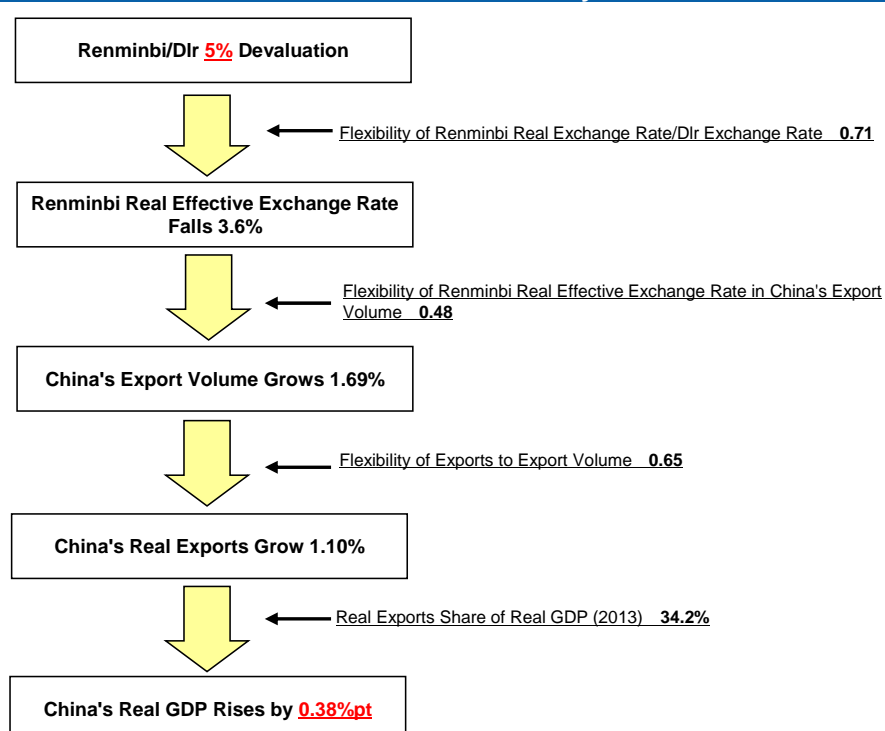 Renminbi/Dlr 5% Devaluation
Flexibility of Renminbi Real Exchange Rate/Dlr Exchange Rate 0.71
Renminbi Real Effective Exchange Rate
Falls 3.6%
Flexibility of Renminbi Real Effective Exchange Rate in China's Export
Volume 0.48
China's Export Volume Grows 1.69%
Flexibility of Exports to Export Volume 0.65
China's Real Exports Grow 1.10%
Real Exports Share of Real GDP (2013) 34.2%
China's Real GDP Rises by 0.38%pt